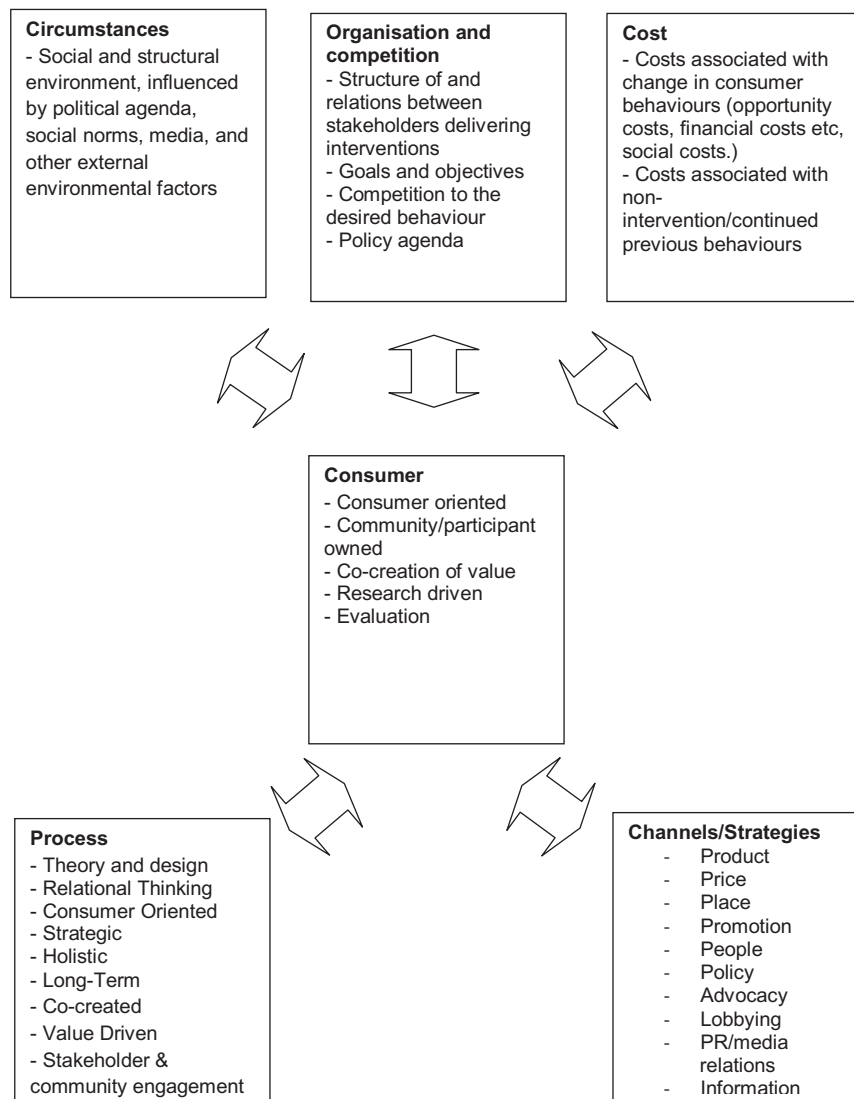 Circumstances
- Social and structural
environment, influenced
by political agenda,
social norms, media, and
other external
environmental factors
Organisation and
competition
- Structure of and
relations between
stakeholders delivering
interventions
- Goals and objectives
- Competition to the
desired behaviour
- Policy agenda
Cost
- Costs associated with
change in consumer
behaviours (opportunity
costs, financial costs etc,
social costs.)
- Costs associated with
non-
intervention/continued
previous behaviours
Consumer
- Consumer oriented
- Community/participant
owned
- Co-creation of value
- Research driven
- Evaluation
Process
- Theory and design
- Relational Thinking
- Consumer Oriented
- Strategic
- Holistic
- Long-Term
- Co-created
- Value Driven
- Stakeholder &
community engagement
Channels/Strategies
- Product
- Price
- Place
- Promotion
- People
- Policy
- Advocacy
- Lobbying
- PR/media
relations
- Information